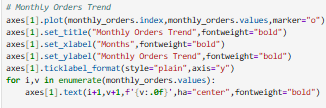 # Monthly Orders Trend
axes[1].plot(monthly_orders.index,monthly_orders.values,marker="o")
axes[1].set_title("Monthly Orders Trend",fontweight="bold")
axes[1].set_xlabel("Months",fontweight="bold")
axes[1].set_ylabel("Orders",fontweight="bold")
axes[1].ticklabel_format(style="plain",axis="y")
for i,v in enumerate(monthly_orders.values):
    axes[1].text(i+1,v+1,f'{v:.0f}',ha="center",fontweight="bold")